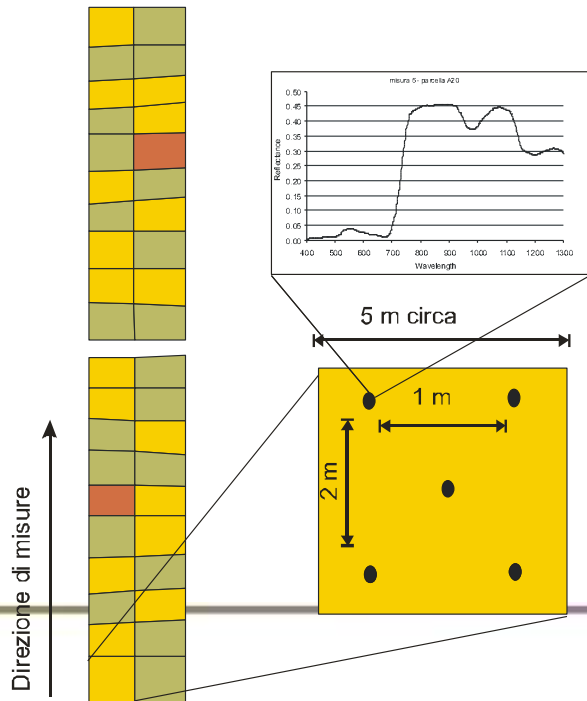 misura 5- parcella A20
Reflectance
0.50
0.45
0.40
0.35
0.30
0.25
0.20
0.15
0.10
0.05
0.00
400 500 600 700 800 900 1000 1100 1200 1300
Wavelength
5 m circa
1 m
2 m
Direzione di misure